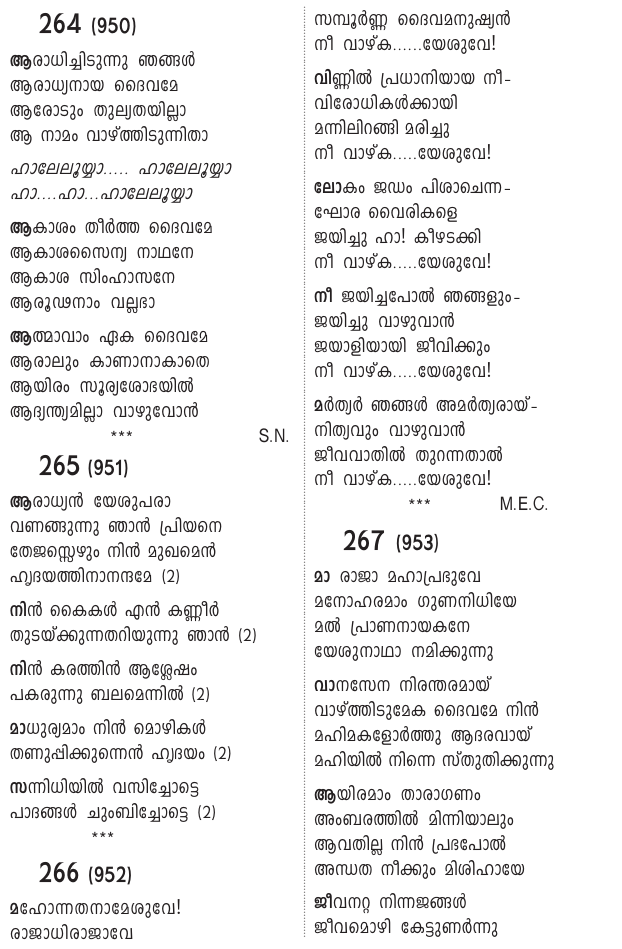 264 (950)
ആരാധിച്ചിടുന്നു ഞങ്ങൾ
ആരാധ്യനായ ദൈവമേ
ആരോടും തുല്യതയില്ലാ
ആ നാമം വാഴ്ത്തിടുന്നിതാ
ഹാലേലൂയ്യാ..... ഹാലേലൂയ്യാ
ഹാ....ഹാ...ഹാലേലൂയ്യാ
ആകാശം തീർത്ത ദൈവമേ
ആകാശസൈന്യ നാഥനേ
ആകാശ സിംഹാസനേ
ആരൂഢനാം വല്ലഭാ
ആത്മാവാം ഏക ദൈവമേ
ആരാലും കാണാനാകാതെ
ആയിരം സൂര്യശോഭയിൽ
ആദ്യന്ത്യമില്ലാ വാഴുവോൻ
*** S.N.
265 (951)
ആരാധ്യൻ യേശുപരാ
വണങ്ങുന്നു ഞാൻ പ്രിയനെ
തേജസ്സെഴും നിൻ മുഖമെൻ
ഹൃദയത്തിനാനന്ദമേ (2)
നിൻ കൈകൾ എൻ കണ്ണീർ
തുടയ്ക്കുന്നതറിയുന്നു ഞാൻ (2)
നിൻ കരത്തിൻ ആശ്ലേഷം
പകരുന്നു ബലമെന്നിൽ (2)
മാധുര്യമാം നിൻ മൊഴികൾ
തണുപ്പിക്കുന്നെൻ ഹൃദയം (2)
സന്നിധിയിൽ വസിച്ചോട്ടെ
പാദങ്ങൾ ചുംബിച്ചോട്ടെ (2)
***
266 (952)
മഹോന്നതനാമേശുവേ!
രാജാധിരാജാവേ
സമ്പൂർണ്ണ ദൈവമനുഷ്യൻ
നീ വാഴ്ക......യേശുവേ!
വിണ്ണിൽ പ്രധാനിയായ നീ-
വിരോധികൾക്കായി
മന്നിലിറങ്ങി മരിച്ചു
നീ വാഴ്ക.....യേശുവേ!
ലോകം ജഡം പിശാചെന്ന-
ഘോര വൈരികളെ
ജയിച്ചു ഹാ! കീഴടക്കി
നീ വാഴ്ക.....യേശുവേ!
നീ ജയിച്ചപോൽ ഞങ്ങളും-
ജയിച്ചു വാഴുവാൻ
ജയാളിയായി ജീവിക്കും
നീ വാഴ്ക.....യേശുവേ!
മർത്യർ ഞങ്ങൾ അമർത്യരായ്-
നിത്യവും വാഴുവാൻ
ജീവവാതിൽ തുറന്നതാൽ
നീ വാഴ്ക.....യേശുവേ!
*** M.E.C.
267 (953)
മാ രാജാ മഹാപ്രഭുവേ
മനോഹരമാം ഗുണനിധിയേ
മൽ പ്രാണനായകനേ
യേശുനാഥാ നമിക്കുന്നു
വാനസേന നിരന്തരമായ്
വാഴ്ത്തിടുമേക ദൈവമേ നിൻ
മഹിമകളോർത്തു ആദരവായ്
മഹിയിൽ നിന്നെ സ്തുതിക്കുന്നു
ആയിരമാം താരാഗണം
അംബരത്തിൽ മിന്നിയാലും
ആവതില്ല നിൻ പ്രഭപോൽ
അന്ധത നീക്കും മിശിഹായേ
ജീവനറ്റ നിന്നജങ്ങൾ
ജീവമൊഴി കേട്ടുണർന്നു